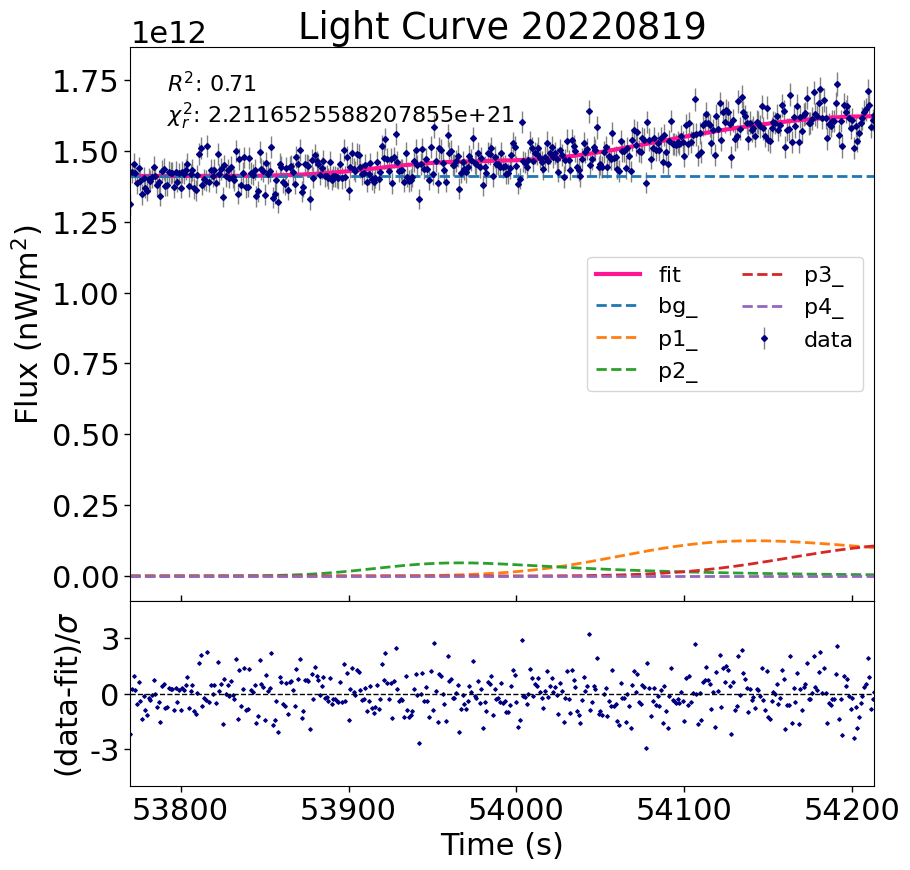 Light Curve 20220819
1e12
R²: 0.71
χ²ᵣ: 2.2116525588207855e+21
1.75
1.50
1.25
1.00
0.75
0.50
0.25
0.00
Flux (nW/m²)
fit
bg_
p1_
p2_
p3_
p4_
data
3
0
-3
(data-fit)/σ
53800 53900 54000 54100 54200
Time (s)